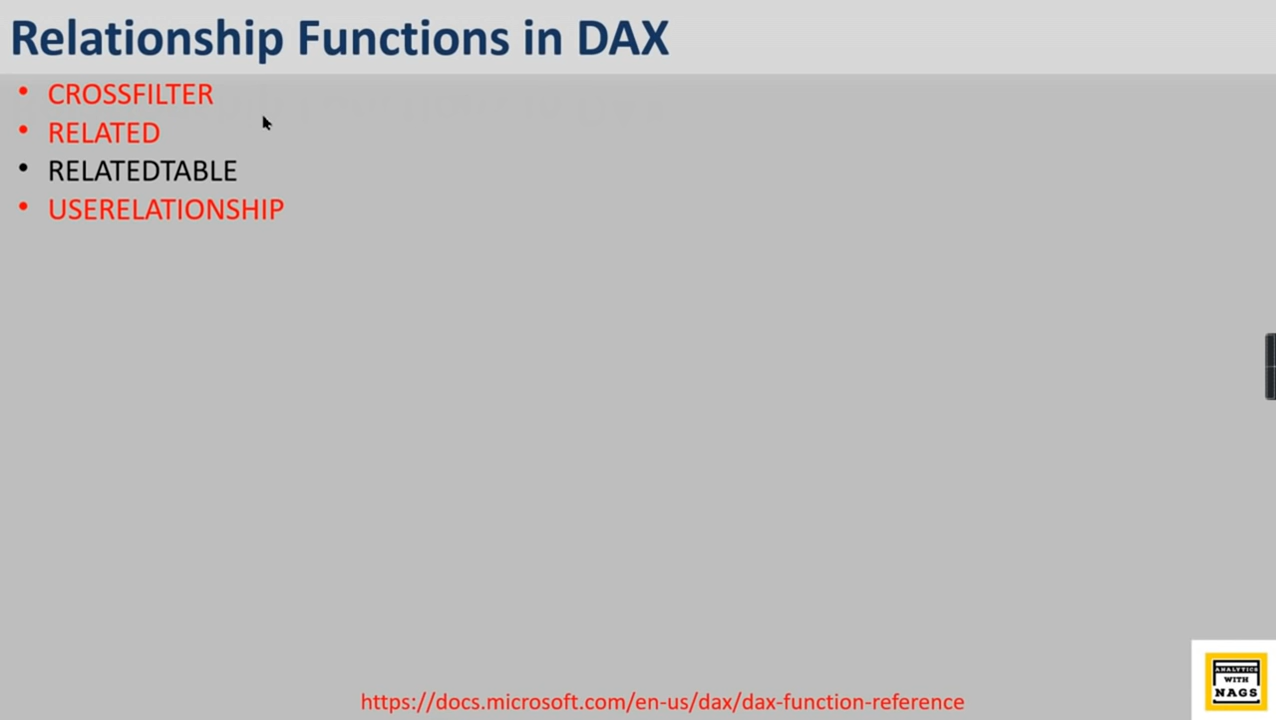 Relationship Functions in DAX
• CROSSFILTER
• RELATED
• RELATEDTABLE
• USERELATIONSHIP
https://docs.microsoft.com/en-us/dax/dax-function-reference
ANALYTICS
WITH
NAGS